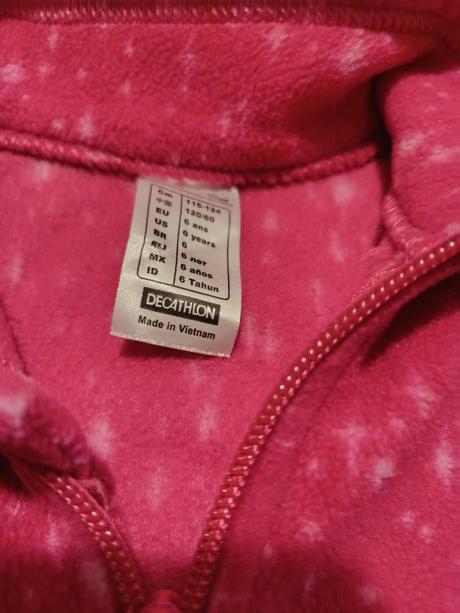 Cm 115-124
中国 120/60
EU 6 ans
US 6 years
BR 6
RU 6 лет
MX 6 años
ID 6 Tahun
DECATHLON
Made in Vietnam